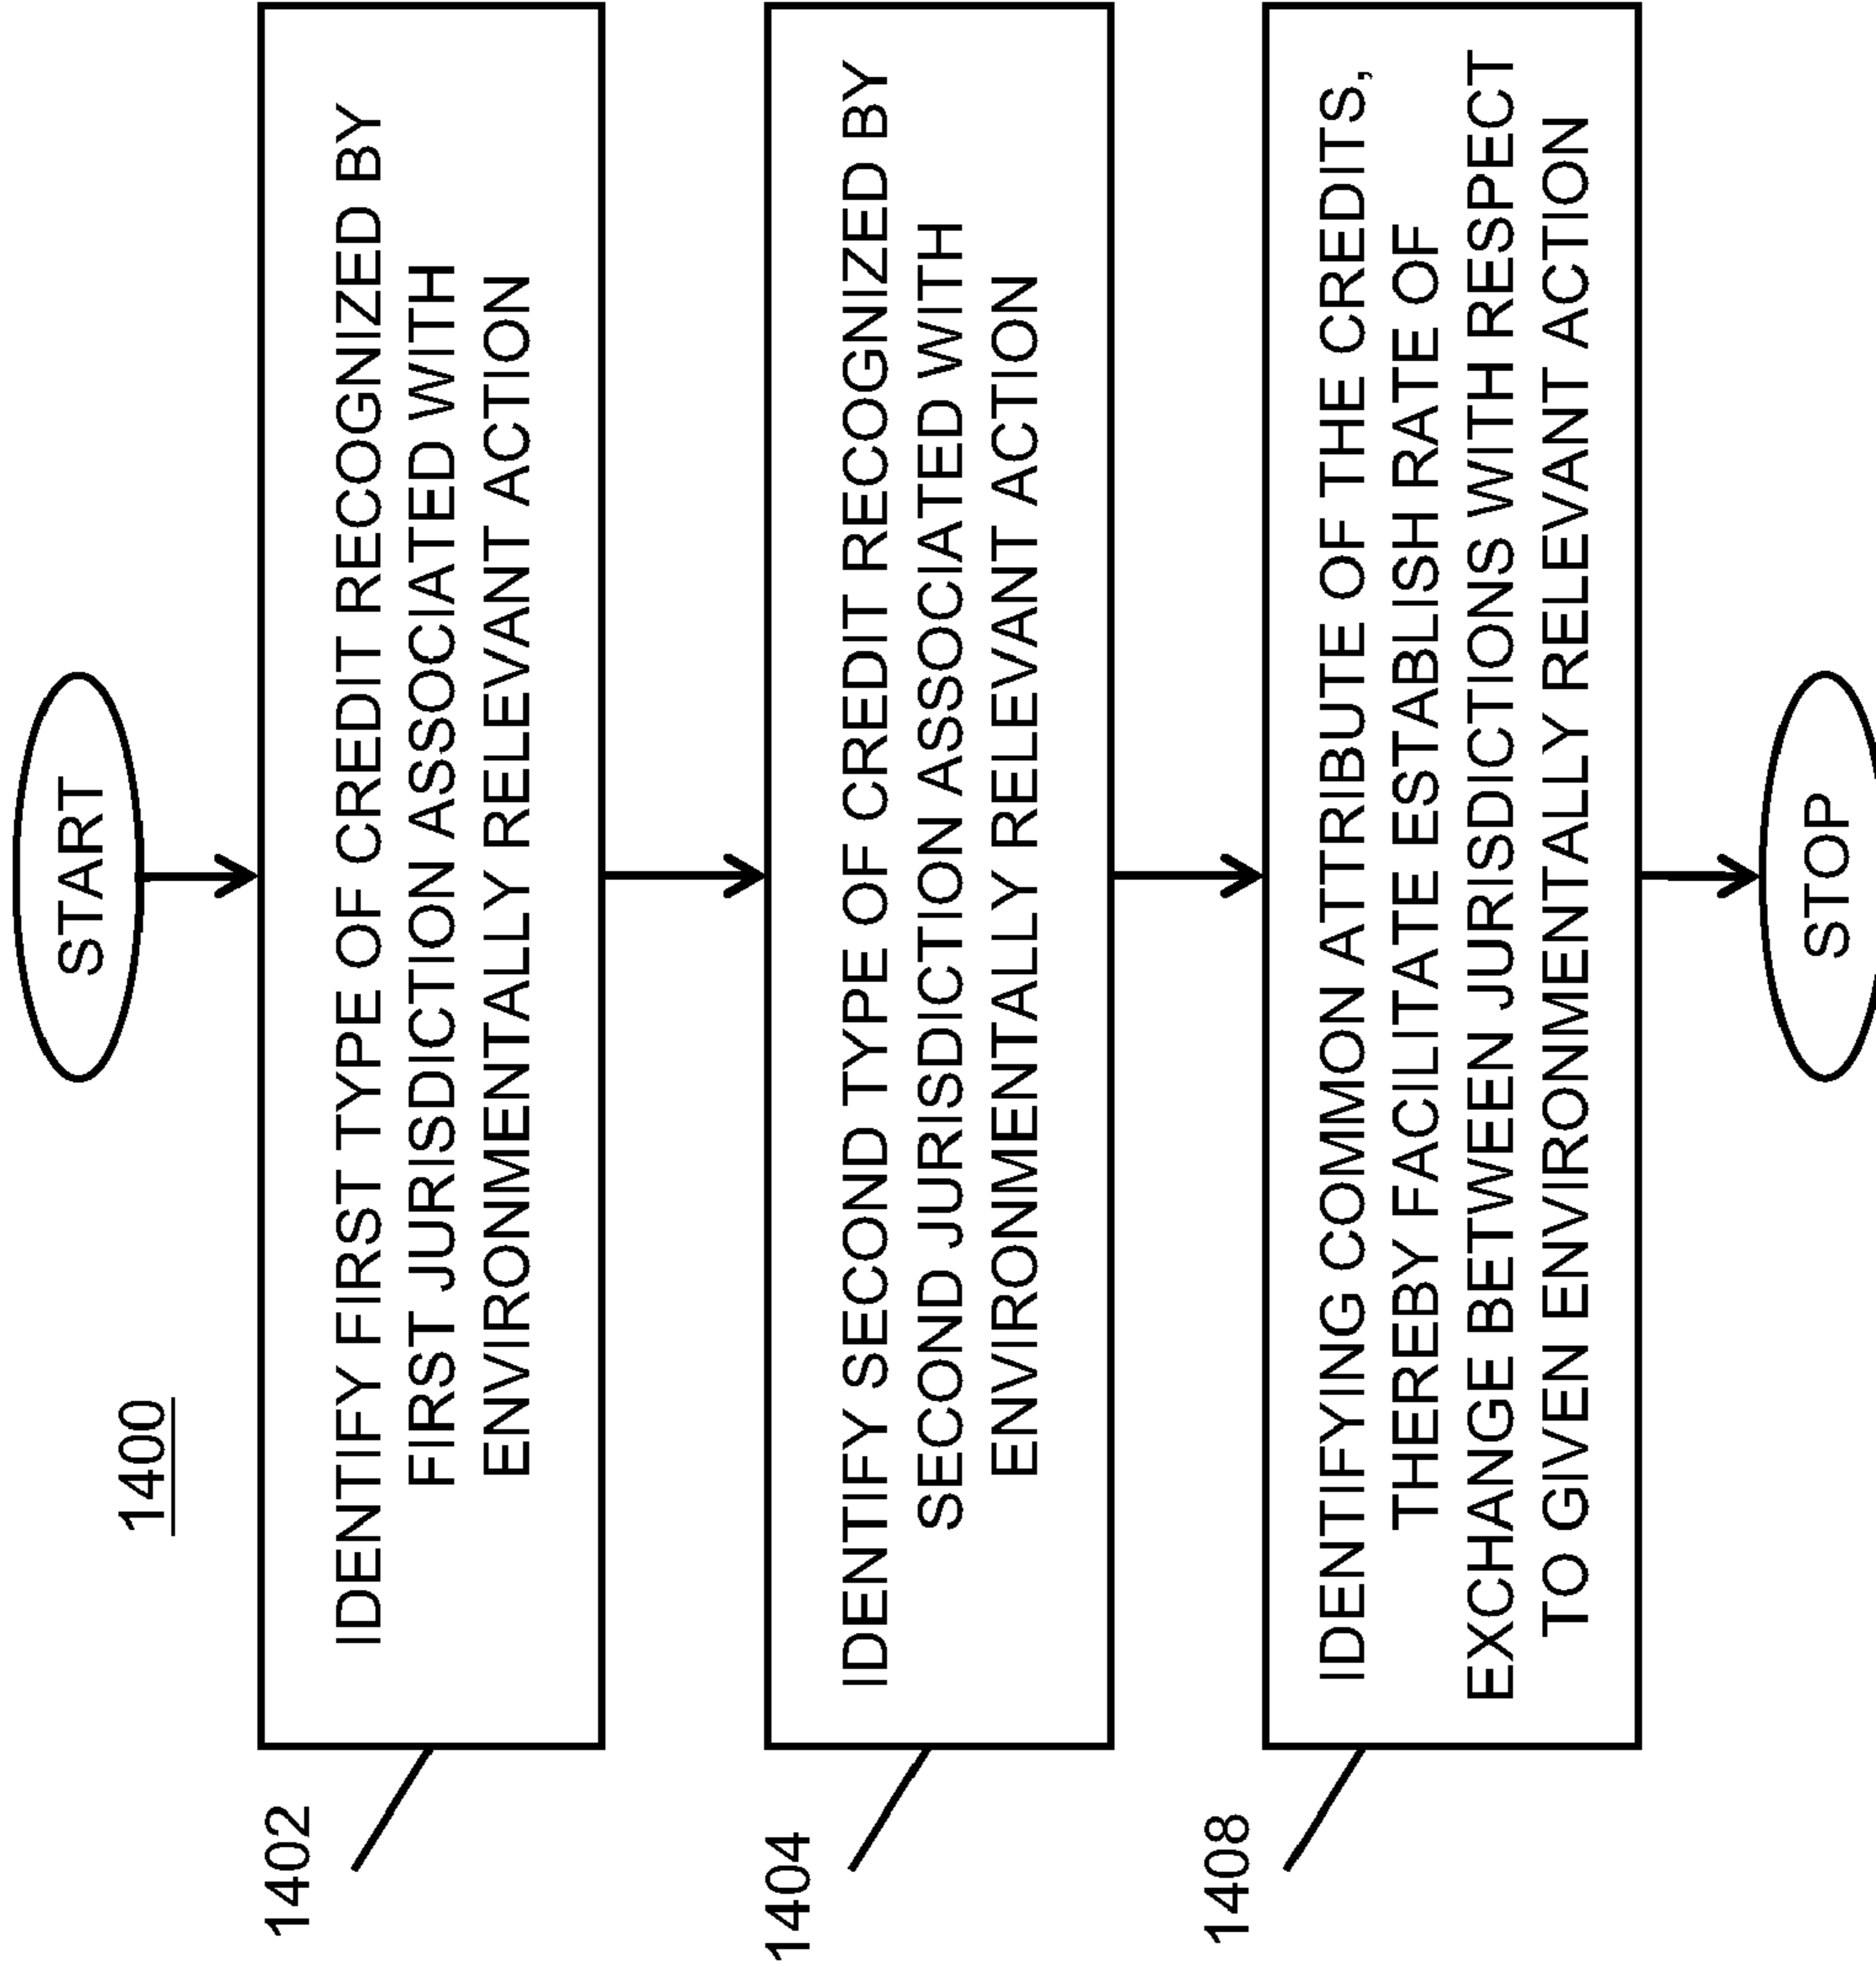 1400
START
1402
IDENTIFY FIRST TYPE OF CREDIT RECOGNIZED BY
FIRST JURISDICTION ASSOCIATED WITH
ENVIRONMENTALLY RELEVANT ACTION
1404
IDENTIFY SECOND TYPE OF CREDIT RECOGNIZED BY
SECOND JURISDICTION ASSOCIATED WITH
ENVIRONMENTALLY RELEVANT ACTION
1408
IDENTIFYING COMMON ATTRIBUTE OF THE CREDITS,
THEREBY FACILITATE ESTABLISH RATE OF
EXCHANGE BETWEEN JURISDICTIONS WITH RESPECT
TO GIVEN ENVIRONMENTALLY RELEVANT ACTION
STOP